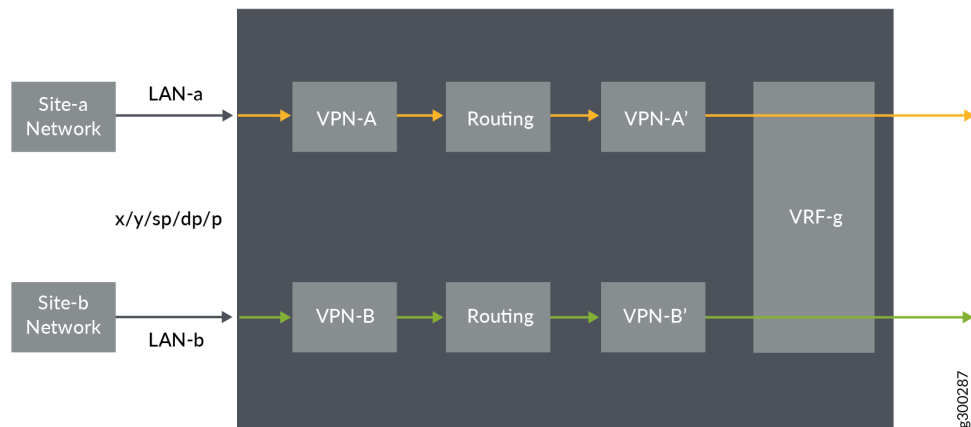 LAN-a
Site-a
Network
VPN-A
Routing
VPN-A’
x/y/sp/dp/p
VRF-g
Site-b
Network
VPN-B
Routing
VPN-B’
LAN-b
g300287